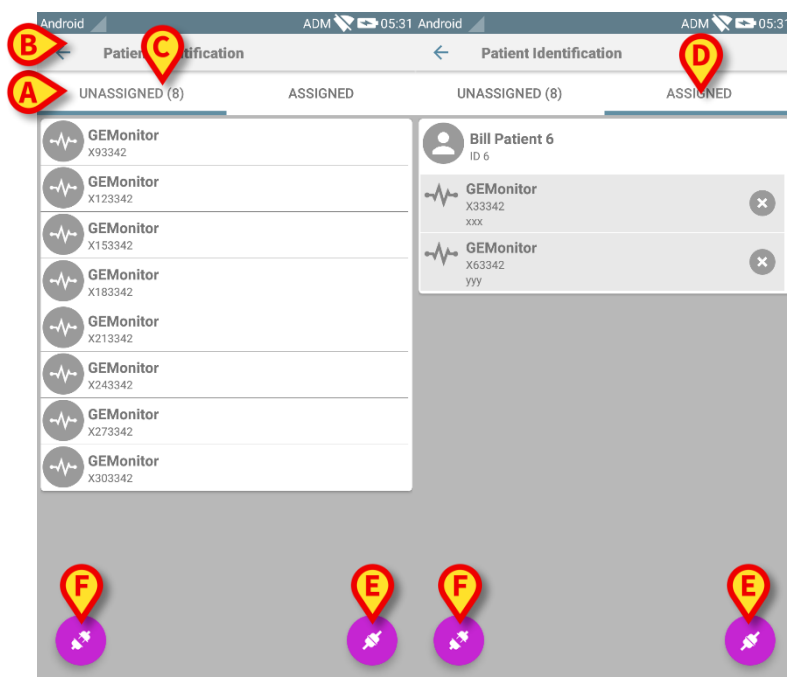 Android ADM 05:31
B Patient Identification
C
A UNASSIGNED (8) ASSIGNED
GEMonitor
X93342
GEMonitor
X123342
GEMonitor
X153342
GEMonitor
X183342
GEMonitor
X213342
GEMonitor
X243342
GEMonitor
X273342
GEMonitor
X303342
F E
Android ADM 05:31
Patient Identification
D
UNASSIGNED (8) ASSIGNED
Bill Patient 6
ID 6
GEMonitor
X33342
xxx
GEMonitor
X63342
yyy
F E